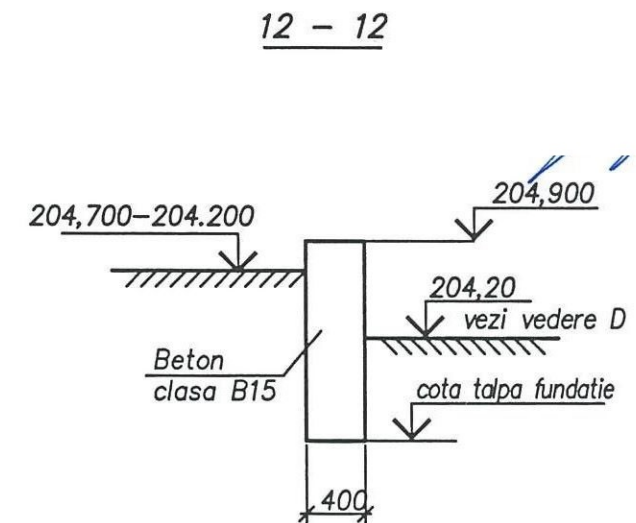 12 - 12
204,900
204,700-204.200
204,20
vezi vedere D
Beton
clasa B15
cota talpa fundatie
400